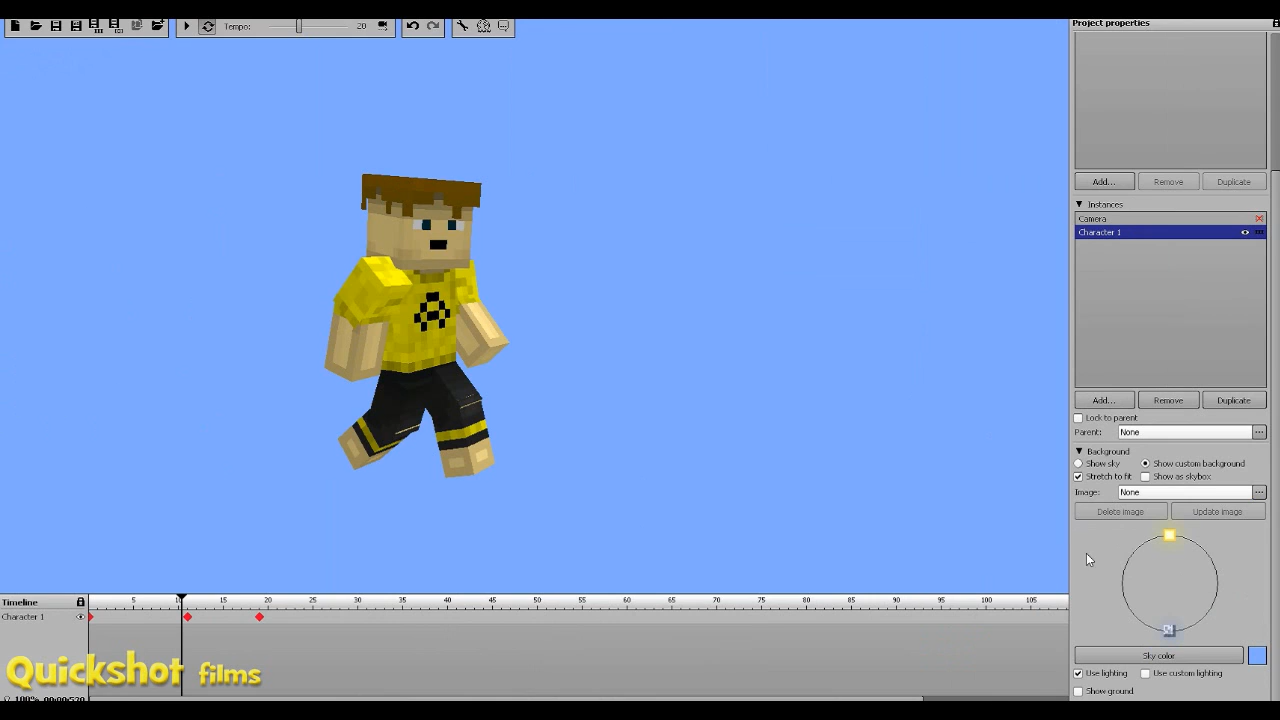 Project properties
Tempo:
20
Add...
Remove
Duplicate
Instances
Camera
Character 1
Add...
Remove
Duplicate
Lock to parent
Parent:
None
Background
Show sky
Show custom background
Stretch to fit
Show as skybox
Image:
None
Delete image
Update image
Sky color
Use lighting
Use custom lighting
Show ground
Timeline
5
10
15
20
25
30
35
40
45
50
55
60
65
70
75
80
85
90
95
100
105
Character 1
Quickshot films